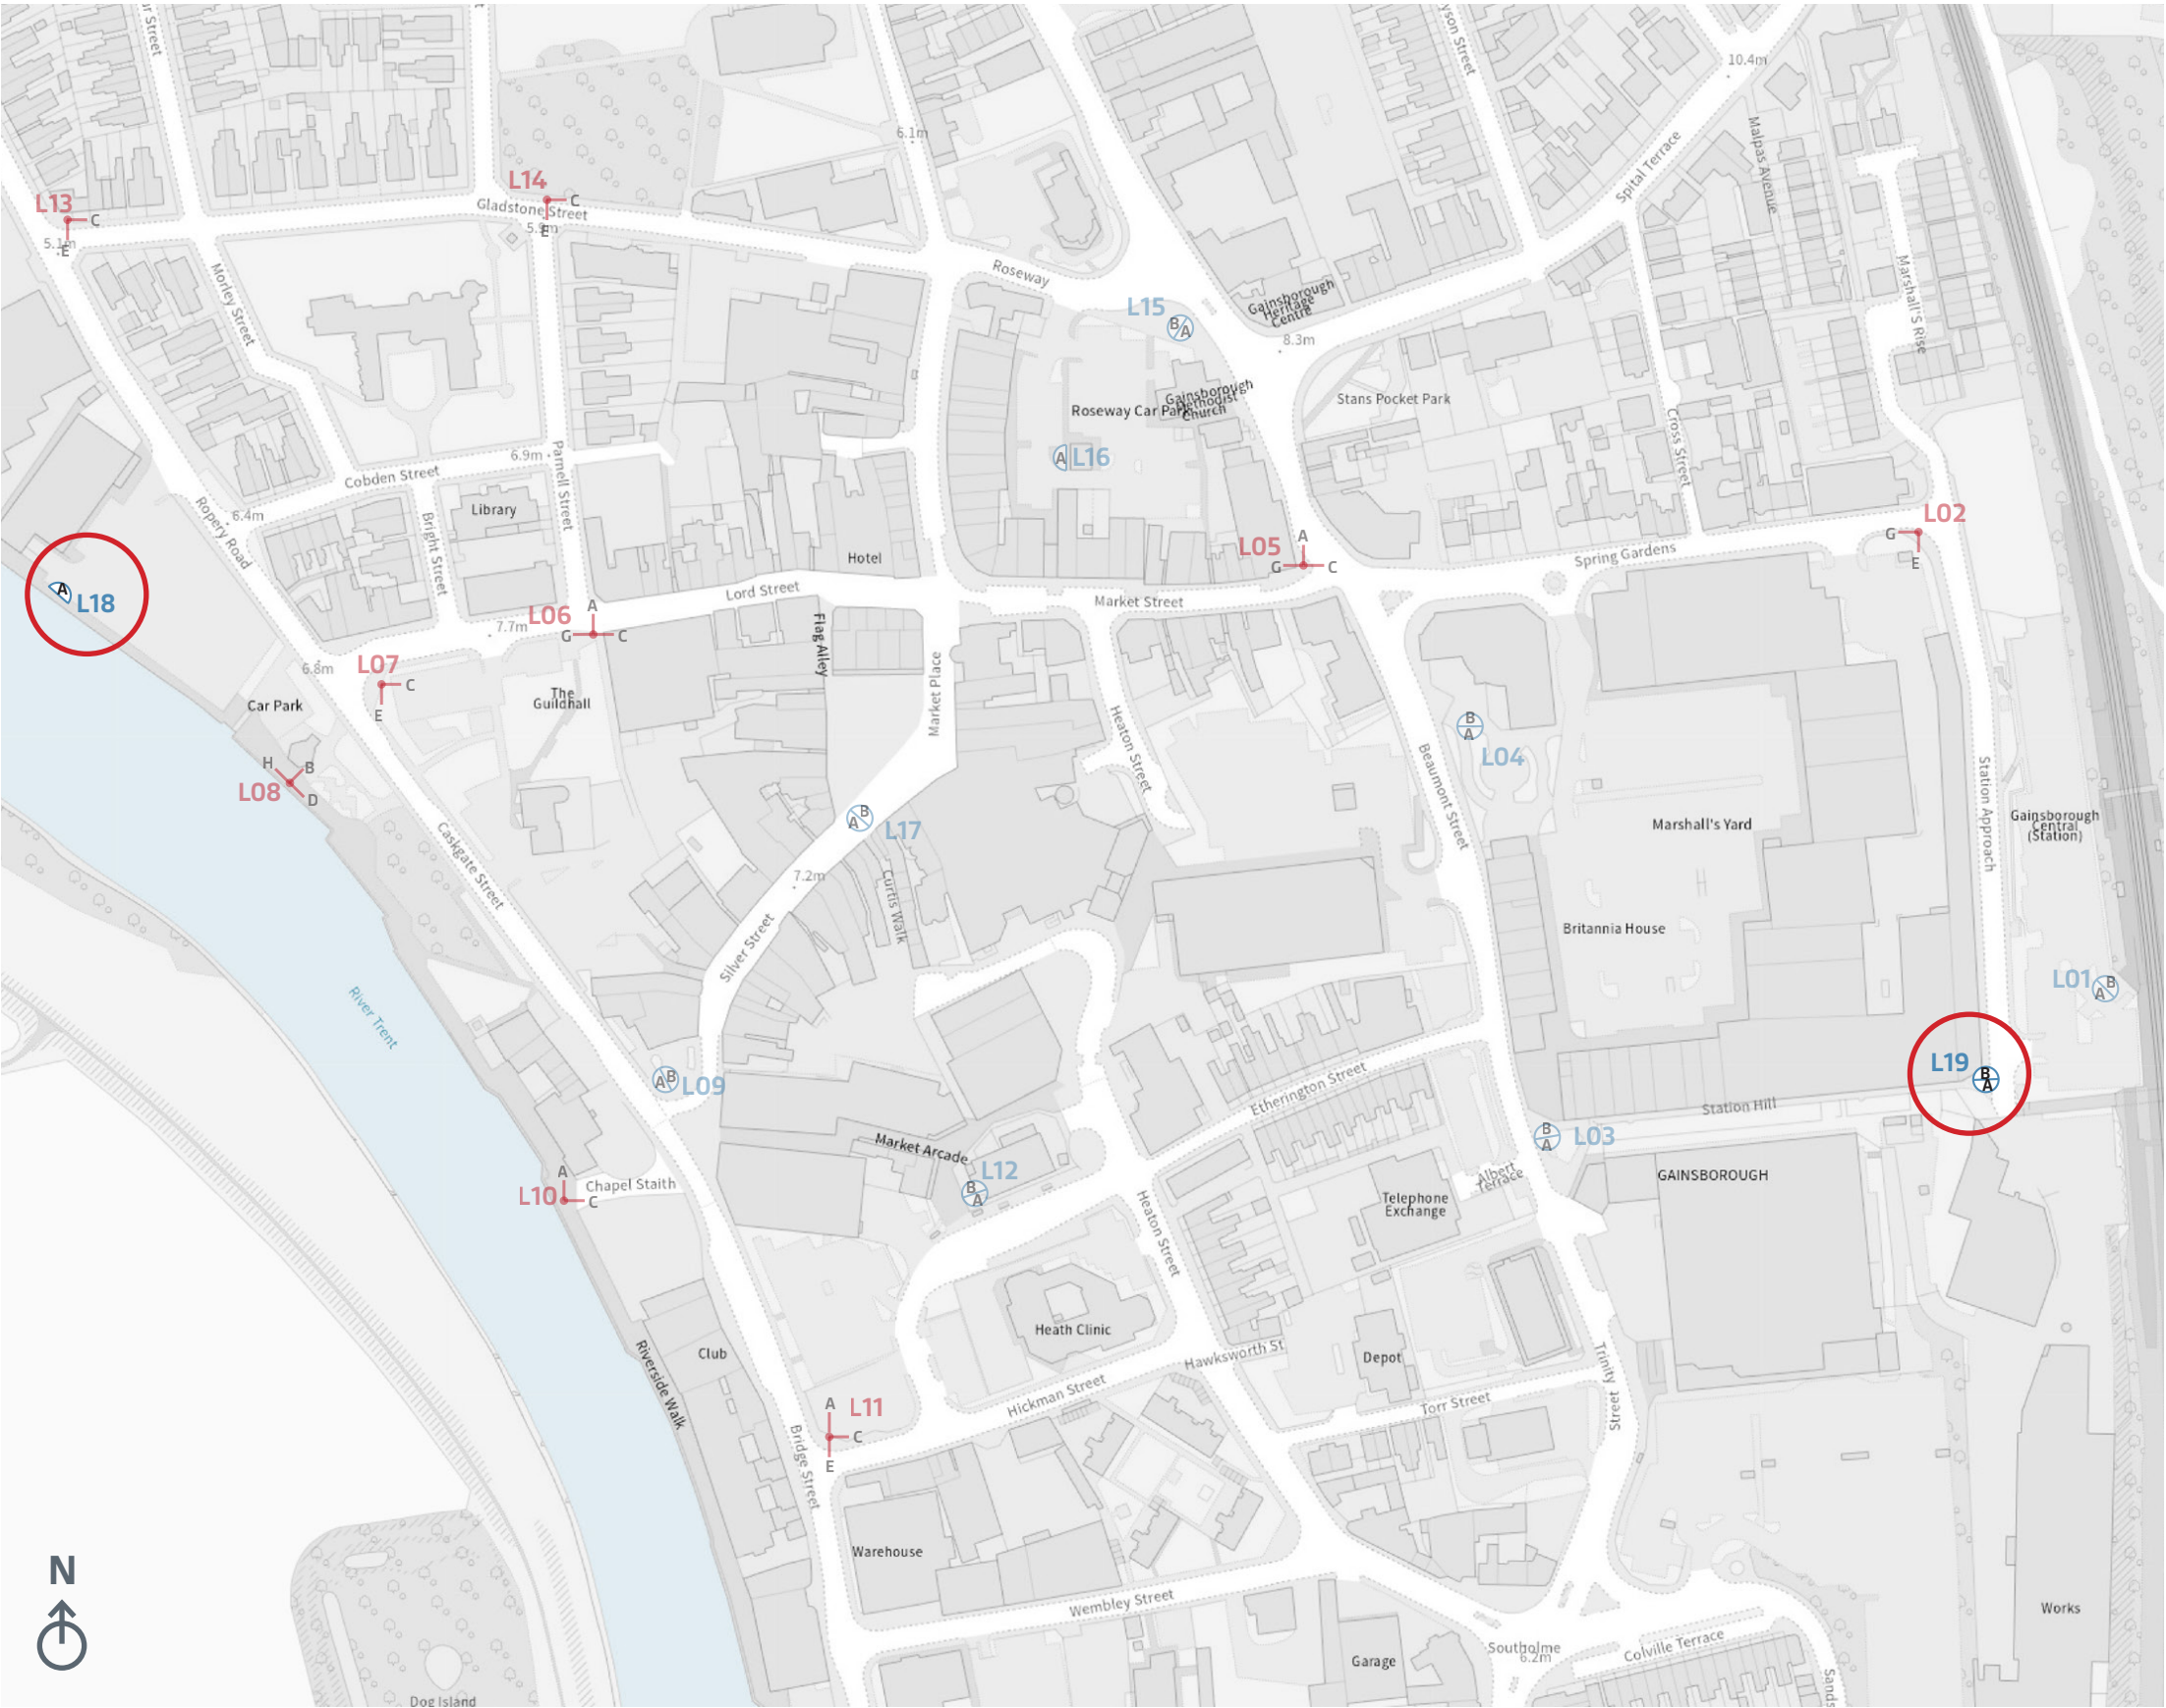 yson Street
10.4m
6.1m
Spital Terrace
Malpas Avenue
L13
C
5.1m
E
L14
C
Gladstone Street
E
Morley Street
Roseway
L15
B
A
Gainsborough
Heritage
Centre
8.3m
Marshall'S Rise
Gainsborough
Methodist
Church
Roseway Car Park
Stans Pocket Park
Cross Street
A
L16
6.9m
Cobden Street
Parnell Street
Library
6.4m
Ropery Road
Bright Street
Hotel
L05
A
G
C
L02
G
E
Spring Gardens
A
L18
Lord Street
Market Street
L06
A
G
C
7.7m
Flag Alley
6.8m
L07
C
E
The
Guildhall
Market Place
Car Park
Heaton Street
B
A
L04
Beaumont Street
H
B
L08
D
Station Approach
Gainsborough
Central
(Station)
Marshall's Yard
B
A
L17
Caskgate Street
7.2m
Curtis Walk
Silver Street
Britannia House
River Trent
L01
B
A
L19
B
A
B
A
L09
Etherington Street
Station Hill
B
A
L03
Market Arcade
L12
B
A
Albert
Terrace
GAINSBOROUGH
A
L10
C
Chapel Staith
Telephone
Exchange
Heaton Street
Heath Clinic
Club
Riverside Walk
Hawksworth St
Depot
Trinity
Street
Hickman Street
Torr Street
A
L11
C
E
Bridge Street
Warehouse
N
Wembley Street
Works
Southolme
6.2m
Colville Terrace
Garage
Sands
Dog Island